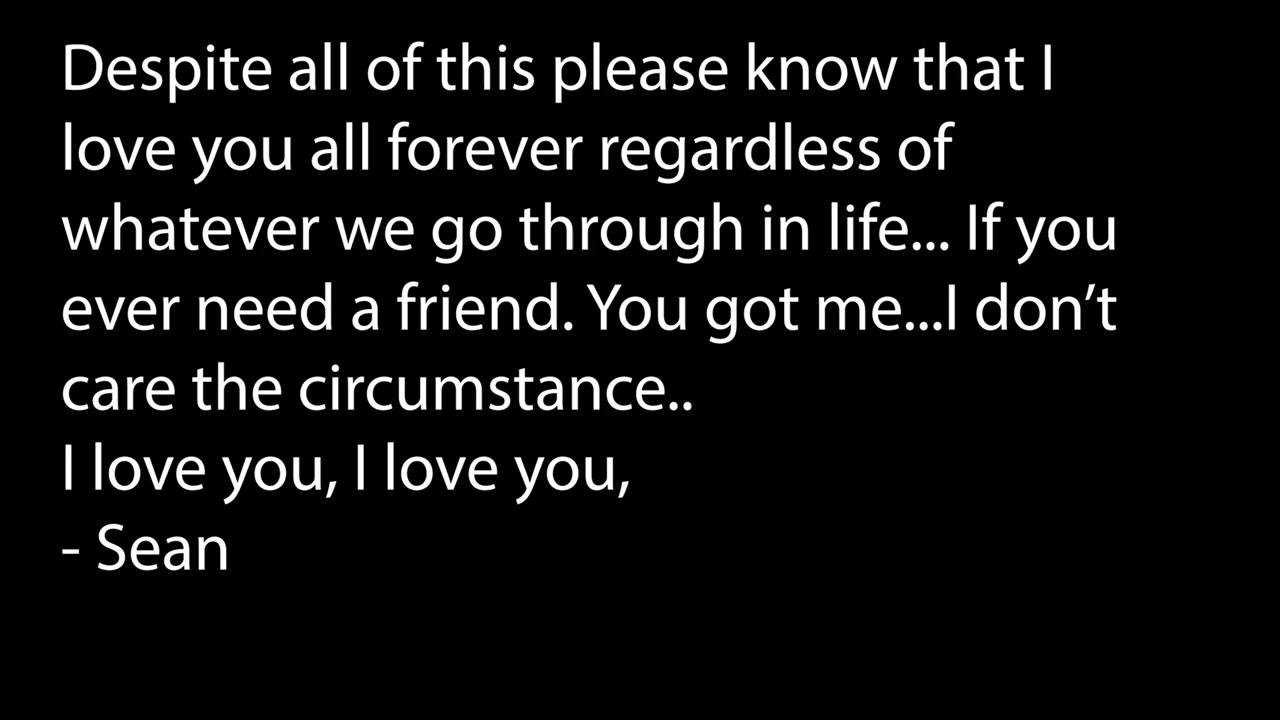 Despite all of this please know that I
love you all forever regardless of
whatever we go through in life... If you
ever need a friend. You got me...I don’t
care the circumstance..
I love you, I love you,
- Sean